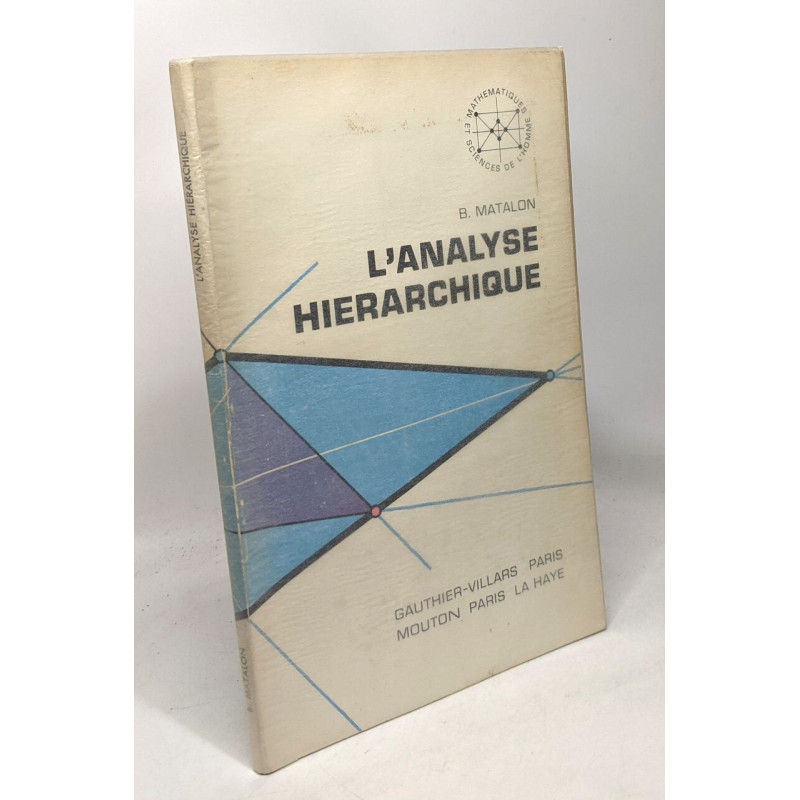 MATHEMATIQUES
ET SCIENCES DE L'HOMME
B. MATALON
L'ANALYSE
HIERARCHIQUE
GAUTHIER-VILLARS PARIS
MOUTON PARIS LA HAYE
L'ANALYSE HIERARCHIQUE
B. MATALON